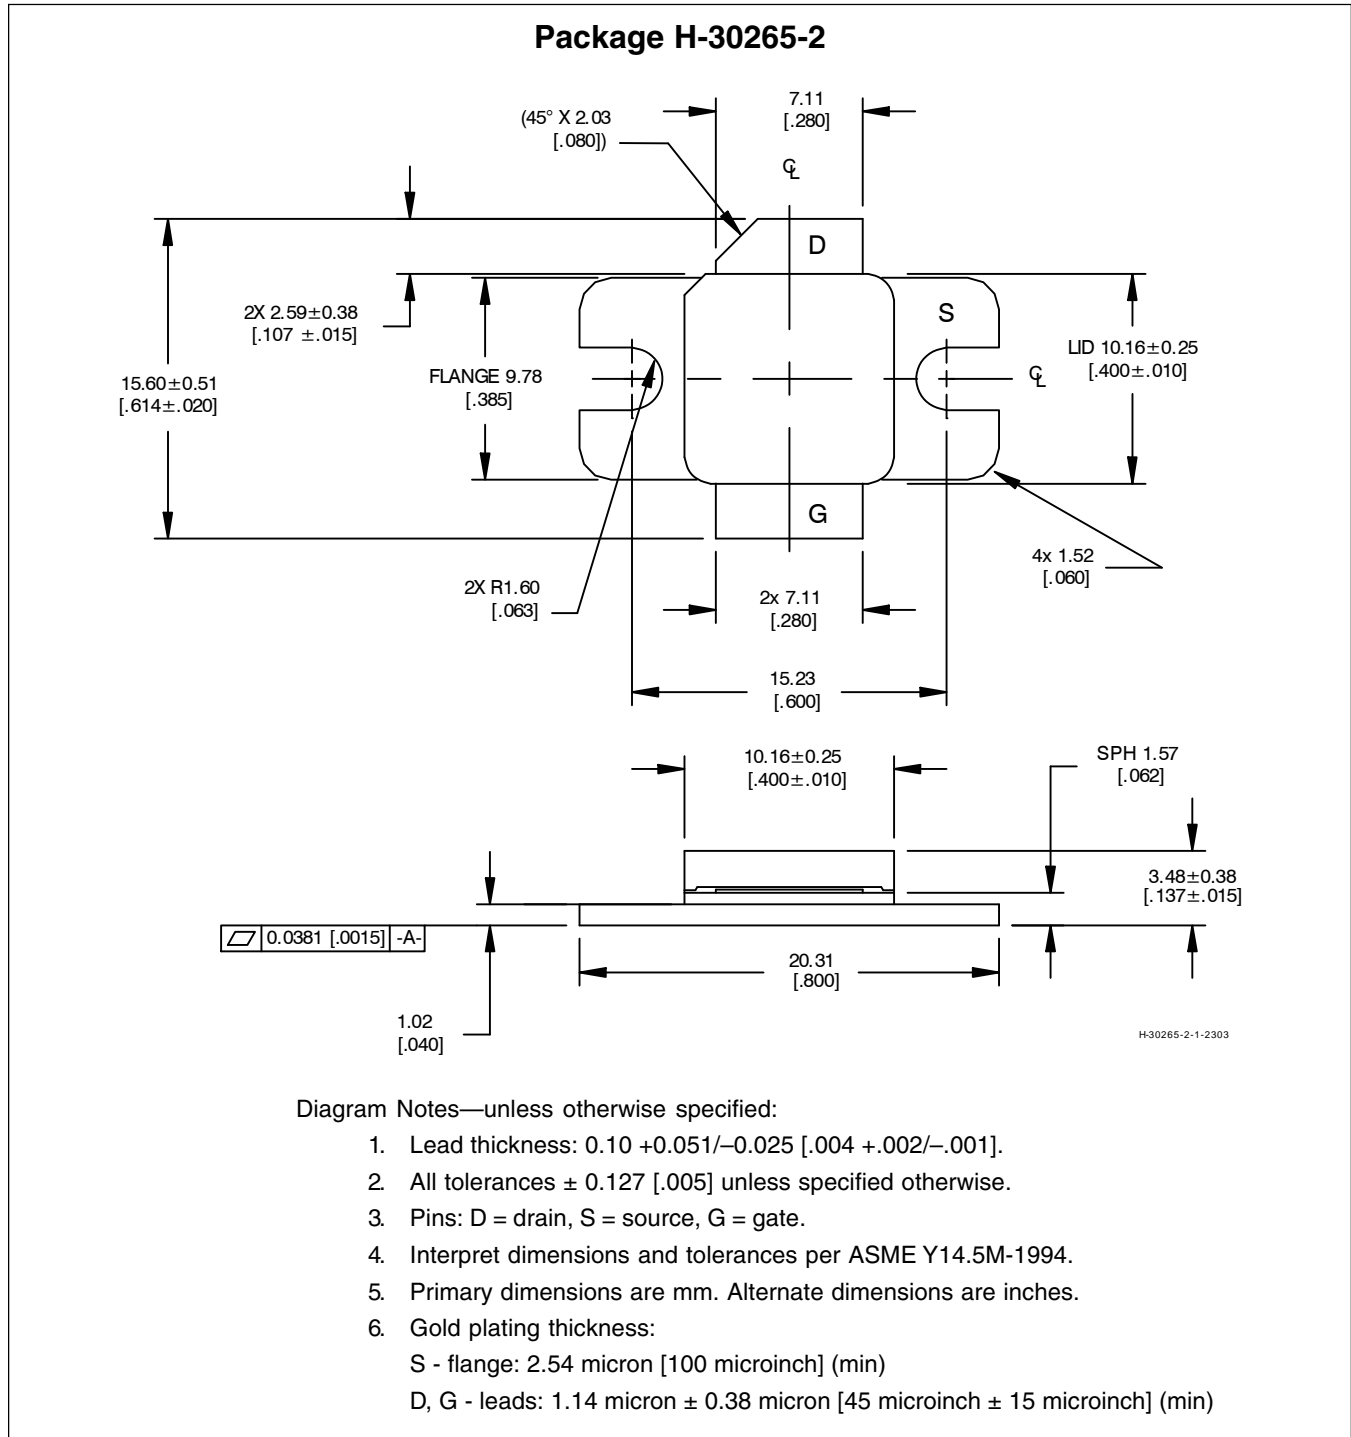 Package H-30265-2
7.11
[.280]
(45° X 2.03
[.080])
℄
D
2X 2.59±0.38
[.107 ±.015]
S
LID 10.16±0.25
[.400±.010]
15.60±0.51
[.614±.020]
FLANGE 9.78
[.385]
℄
G
4x 1.52
[.060]
2X R1.60
[.063]
2x 7.11
[.280]
15.23
[.600]
10.16±0.25
[.400±.010]
SPH 1.57
[.062]
3.48±0.38
[.137±.015]
0.0381 [.0015] -A-
20.31
[.800]
1.02
[.040]
H-30265-2-1-2303
Diagram Notes—unless otherwise specified:
1. Lead thickness: 0.10 +0.051/–0.025 [.004 +.002/–.001].
2. All tolerances ± 0.127 [.005] unless specified otherwise.
3. Pins: D = drain, S = source, G = gate.
4. Interpret dimensions and tolerances per ASME Y14.5M-1994.
5. Primary dimensions are mm. Alternate dimensions are inches.
6. Gold plating thickness:
S - flange: 2.54 micron [100 microinch] (min)
D, G - leads: 1.14 micron ± 0.38 micron [45 microinch ± 15 microinch] (min)